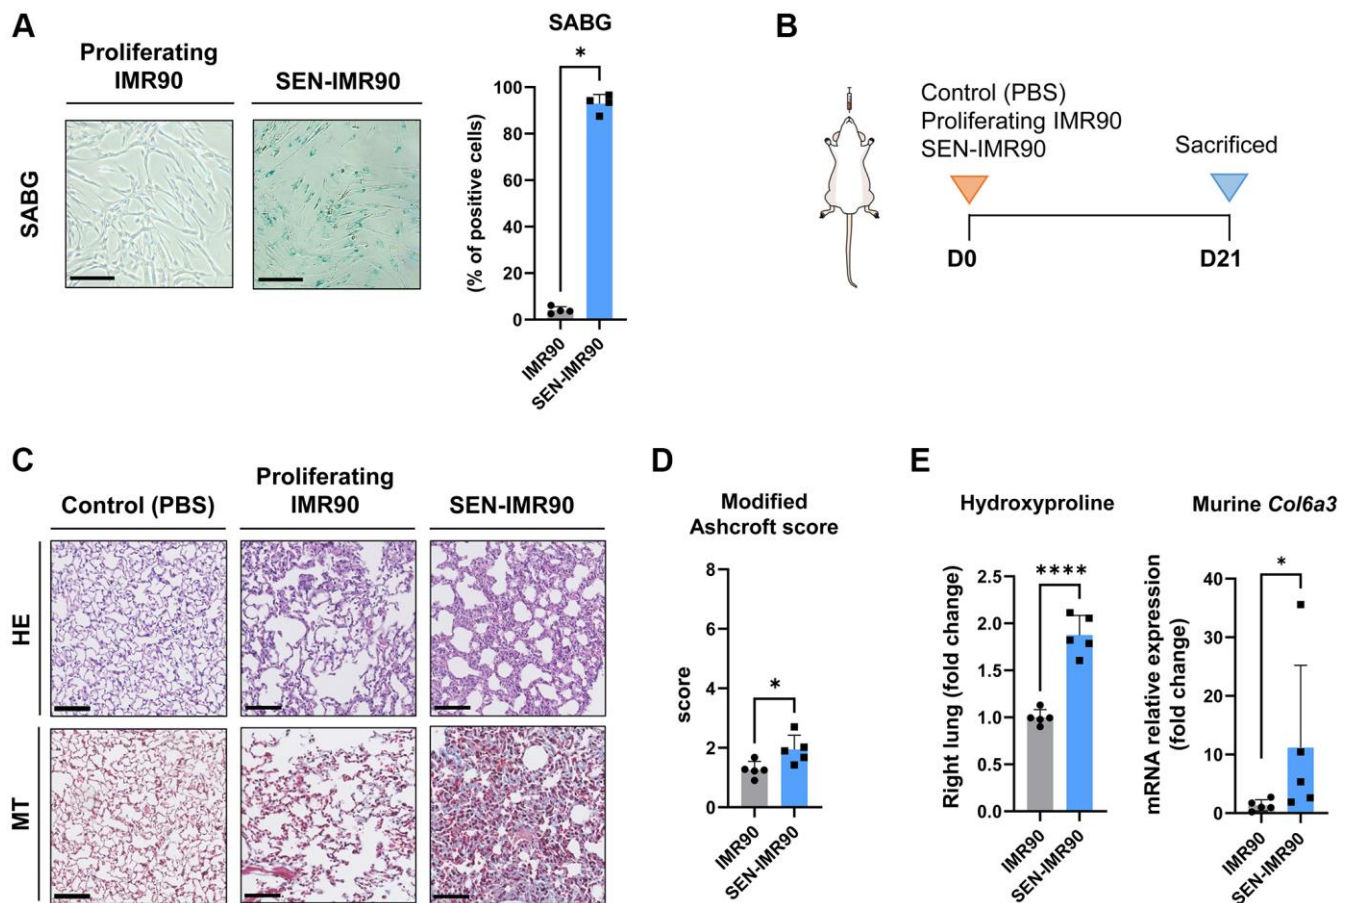 A
Proliferating
IMR90
SEN-IMR90
SABG
SABG
*
(% of positive cells)
100
80
60
40
20
0
IMR90
SEN-IMR90
B
Control (PBS)
Proliferating IMR90
SEN-IMR90
Sacrificed
D0
D21
C
Control (PBS)
Proliferating
IMR90
SEN-IMR90
HE
MT
D
Modified
Ashcroft score
score
8
6
4
2
0
*
IMR90
SEN-IMR90
E
Hydroxyproline
Right lung (fold change)
2.5
2.0
1.5
1.0
0.5
0.0
****
IMR90
SEN-IMR90
Murine Col6a3
mRNA relative expression
(fold change)
40
30
20
10
0
*
IMR90
SEN-IMR90